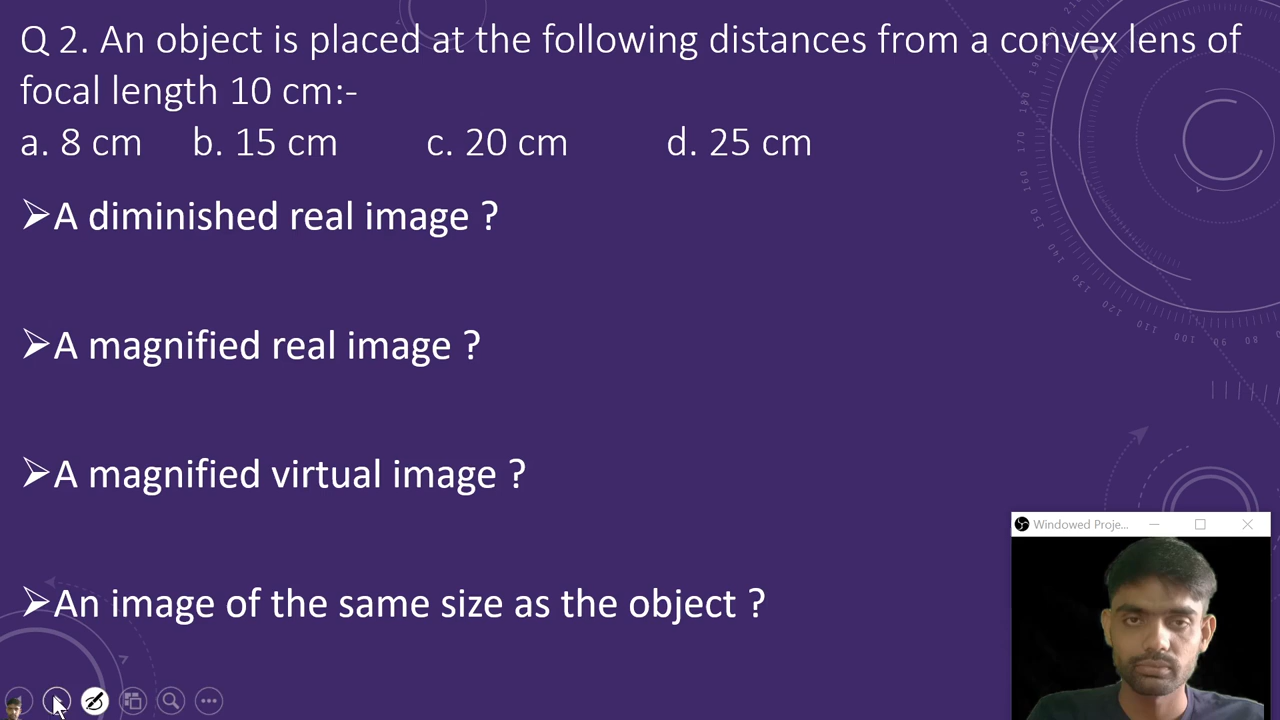 Q 2. An object is placed at the following distances from a convex lens of
focal length 10 cm:-
a. 8 cm b. 15 cm c. 20 cm d. 25 cm
➢A diminished real image ?
➢A magnified real image ?
➢A magnified virtual image ?
➢An image of the same size as the object ?
Windowed Proje...